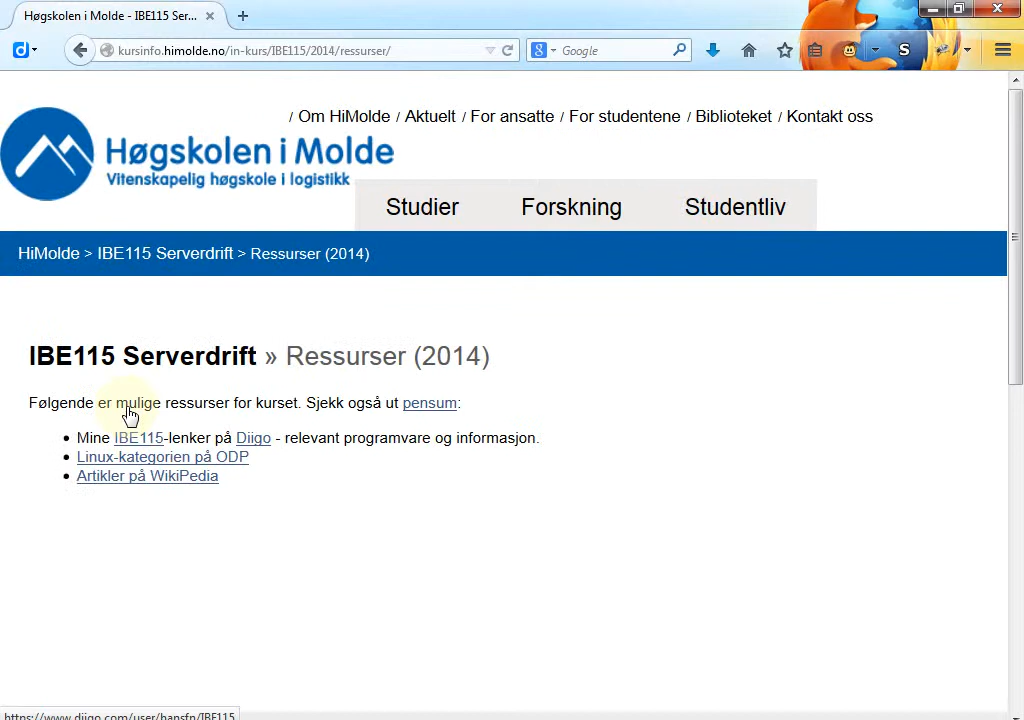 Høgskolen i Molde - IBE115 Ser...
kursinfo.himolde.no/in-kurs/IBE115/2014/ressurser/
Google
/ Om HiMolde / Aktuelt / For ansatte / For studentene / Biblioteket / Kontakt oss
Høgskolen i Molde
Vitenskapelig høgskole i logistikk
Studier Forskning Studentliv
HiMolde > IBE115 Serverdrift > Ressurser (2014)
IBE115 Serverdrift » Ressurser (2014)
Følgende er mulige ressurser for kurset. Sjekk også ut pensum:
• Mine IBE115-lenker på Diigo - relevant programvare og informasjon.
• Linux-kategorien på ODP
• Artikler på WikiPedia
https://www.diigo.com/user/hansfn/IBE115